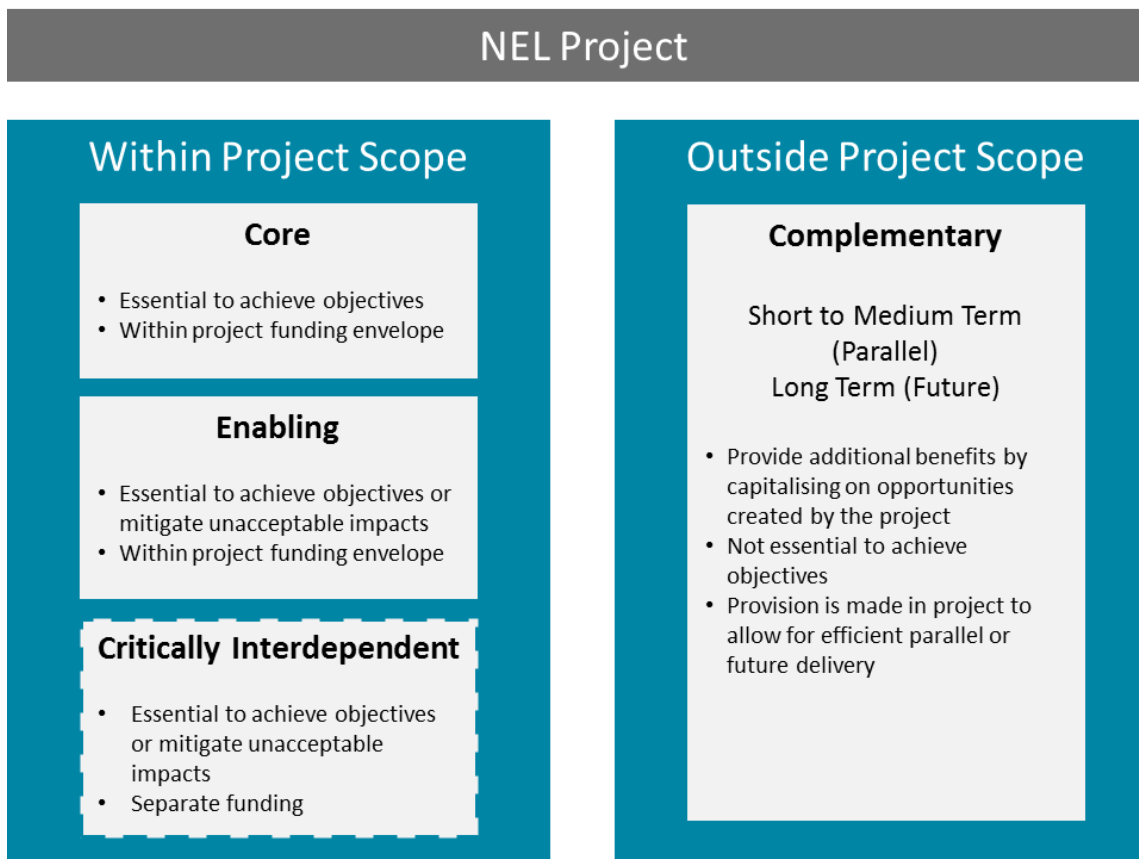 NEL Project
Within Project Scope
Core
• Essential to achieve objectives
• Within project funding envelope
Enabling
• Essential to achieve objectives or
mitigate unacceptable impacts
• Within project funding envelope
Critically Interdependent
• Essential to achieve objectives
or mitigate unacceptable
impacts
• Separate funding
Outside Project Scope
Complementary
Short to Medium Term
(Parallel)
Long Term (Future)
• Provide additional benefits by
capitalising on opportunities
created by the project
• Not essential to achieve
objectives
• Provision is made in project to
allow for efficient parallel or
future delivery